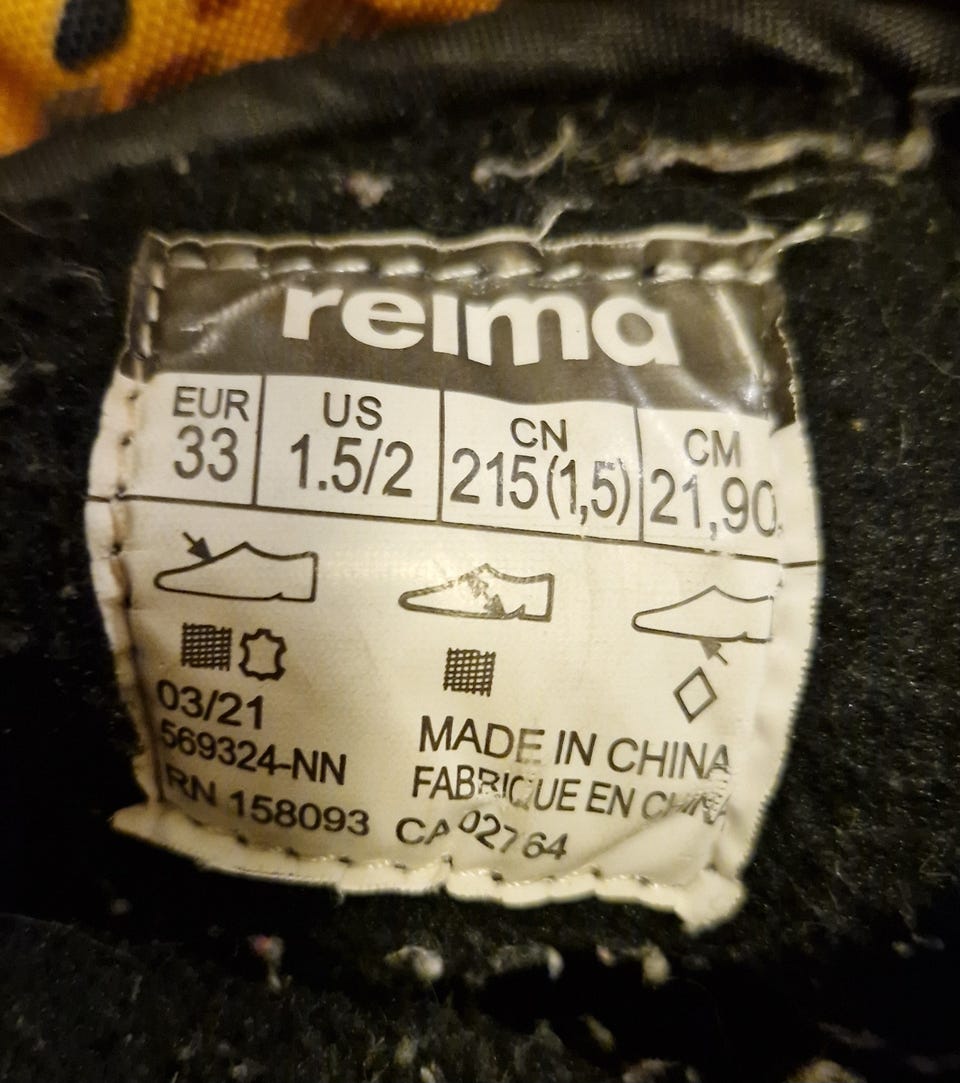 reima
EUR US CN CM
33 1.5/2 215(1,5) 21,90
03/21
569324-NN
MADE IN CHINA
FABRIQUE EN CHINA
RN 158093 CA 02764